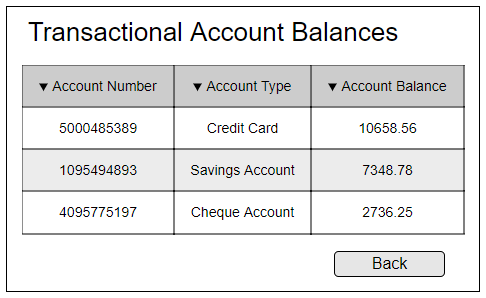 Transactional Account Balances
▼ Account Number ▼ Account Type ▼ Account Balance
5000485389 Credit Card 10658.56
1095494893 Savings Account 7348.78
4095775197 Cheque Account 2736.25
Back